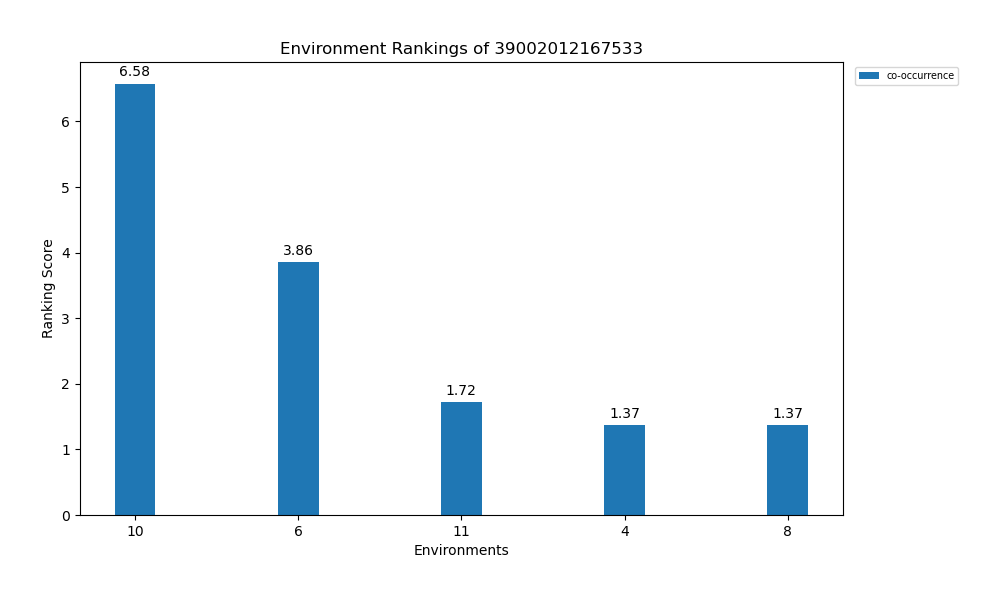 Environment Rankings of 39002012167533
6.58
co-occurrence
6
5
4
3
2
1
0
Ranking Score
3.86
1.72
1.37
1.37
10 6 11 4 8
Environments